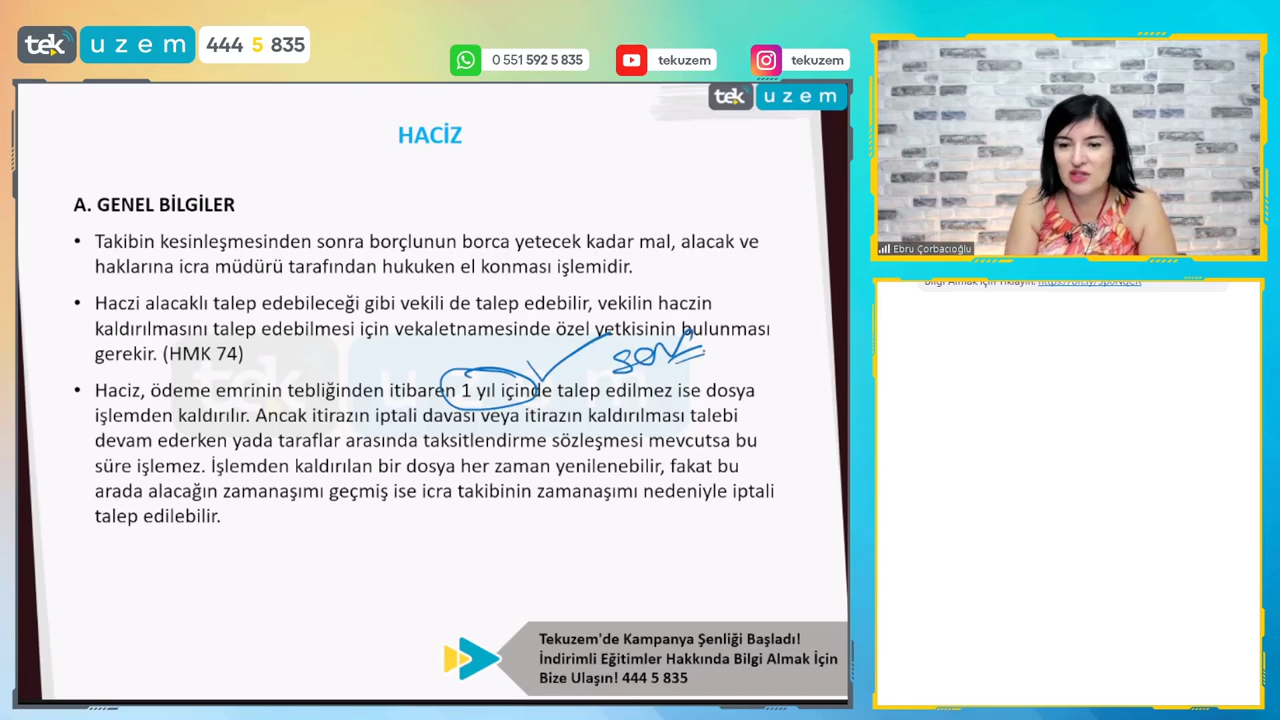 tek uzem 444 5 835
0 551 592 5 835
tekuzem
tekuzem
tek uzem
HACİZ
A. GENEL BİLGİLER
• Takibin kesinleşmesinden sonra borçlunun borca yetecek kadar mal, alacak ve
haklarına icra müdürü tarafından hukuken el konması işlemidir.
• Haczi alacaklı talep edebileceği gibi vekili de talep edebilir, vekilin haczin
kaldırılmasını talep edebilmesi için vekaletnamesinde özel yetkisinin bulunması
gerekir. (HMK 74)
• Haciz, ödeme emrinin tebliğinden itibaren 1 yıl içinde talep edilmez ise dosya
işlemden kaldırılır. Ancak itirazın iptali davası veya itirazın kaldırılması talebi
devam ederken yada taraflar arasında taksitlendirme sözleşmesi mevcutsa bu
süre işlemez. İşlemden kaldırılan bir dosya her zaman yenilenebilir, fakat bu
arada alacağın zamanaşımı geçmiş ise icra takibinin zamanaşımı nedeniyle iptali
talep edilebilir.
Tekuzem'de Kampanya Şenliği Başladı!
İndirimli Eğitimler Hakkında Bilgi Almak İçin
Bize Ulaşın! 444 5 835
Ebru Çorbacıoğlu
Bilgi Almak İçin Tıklayın: